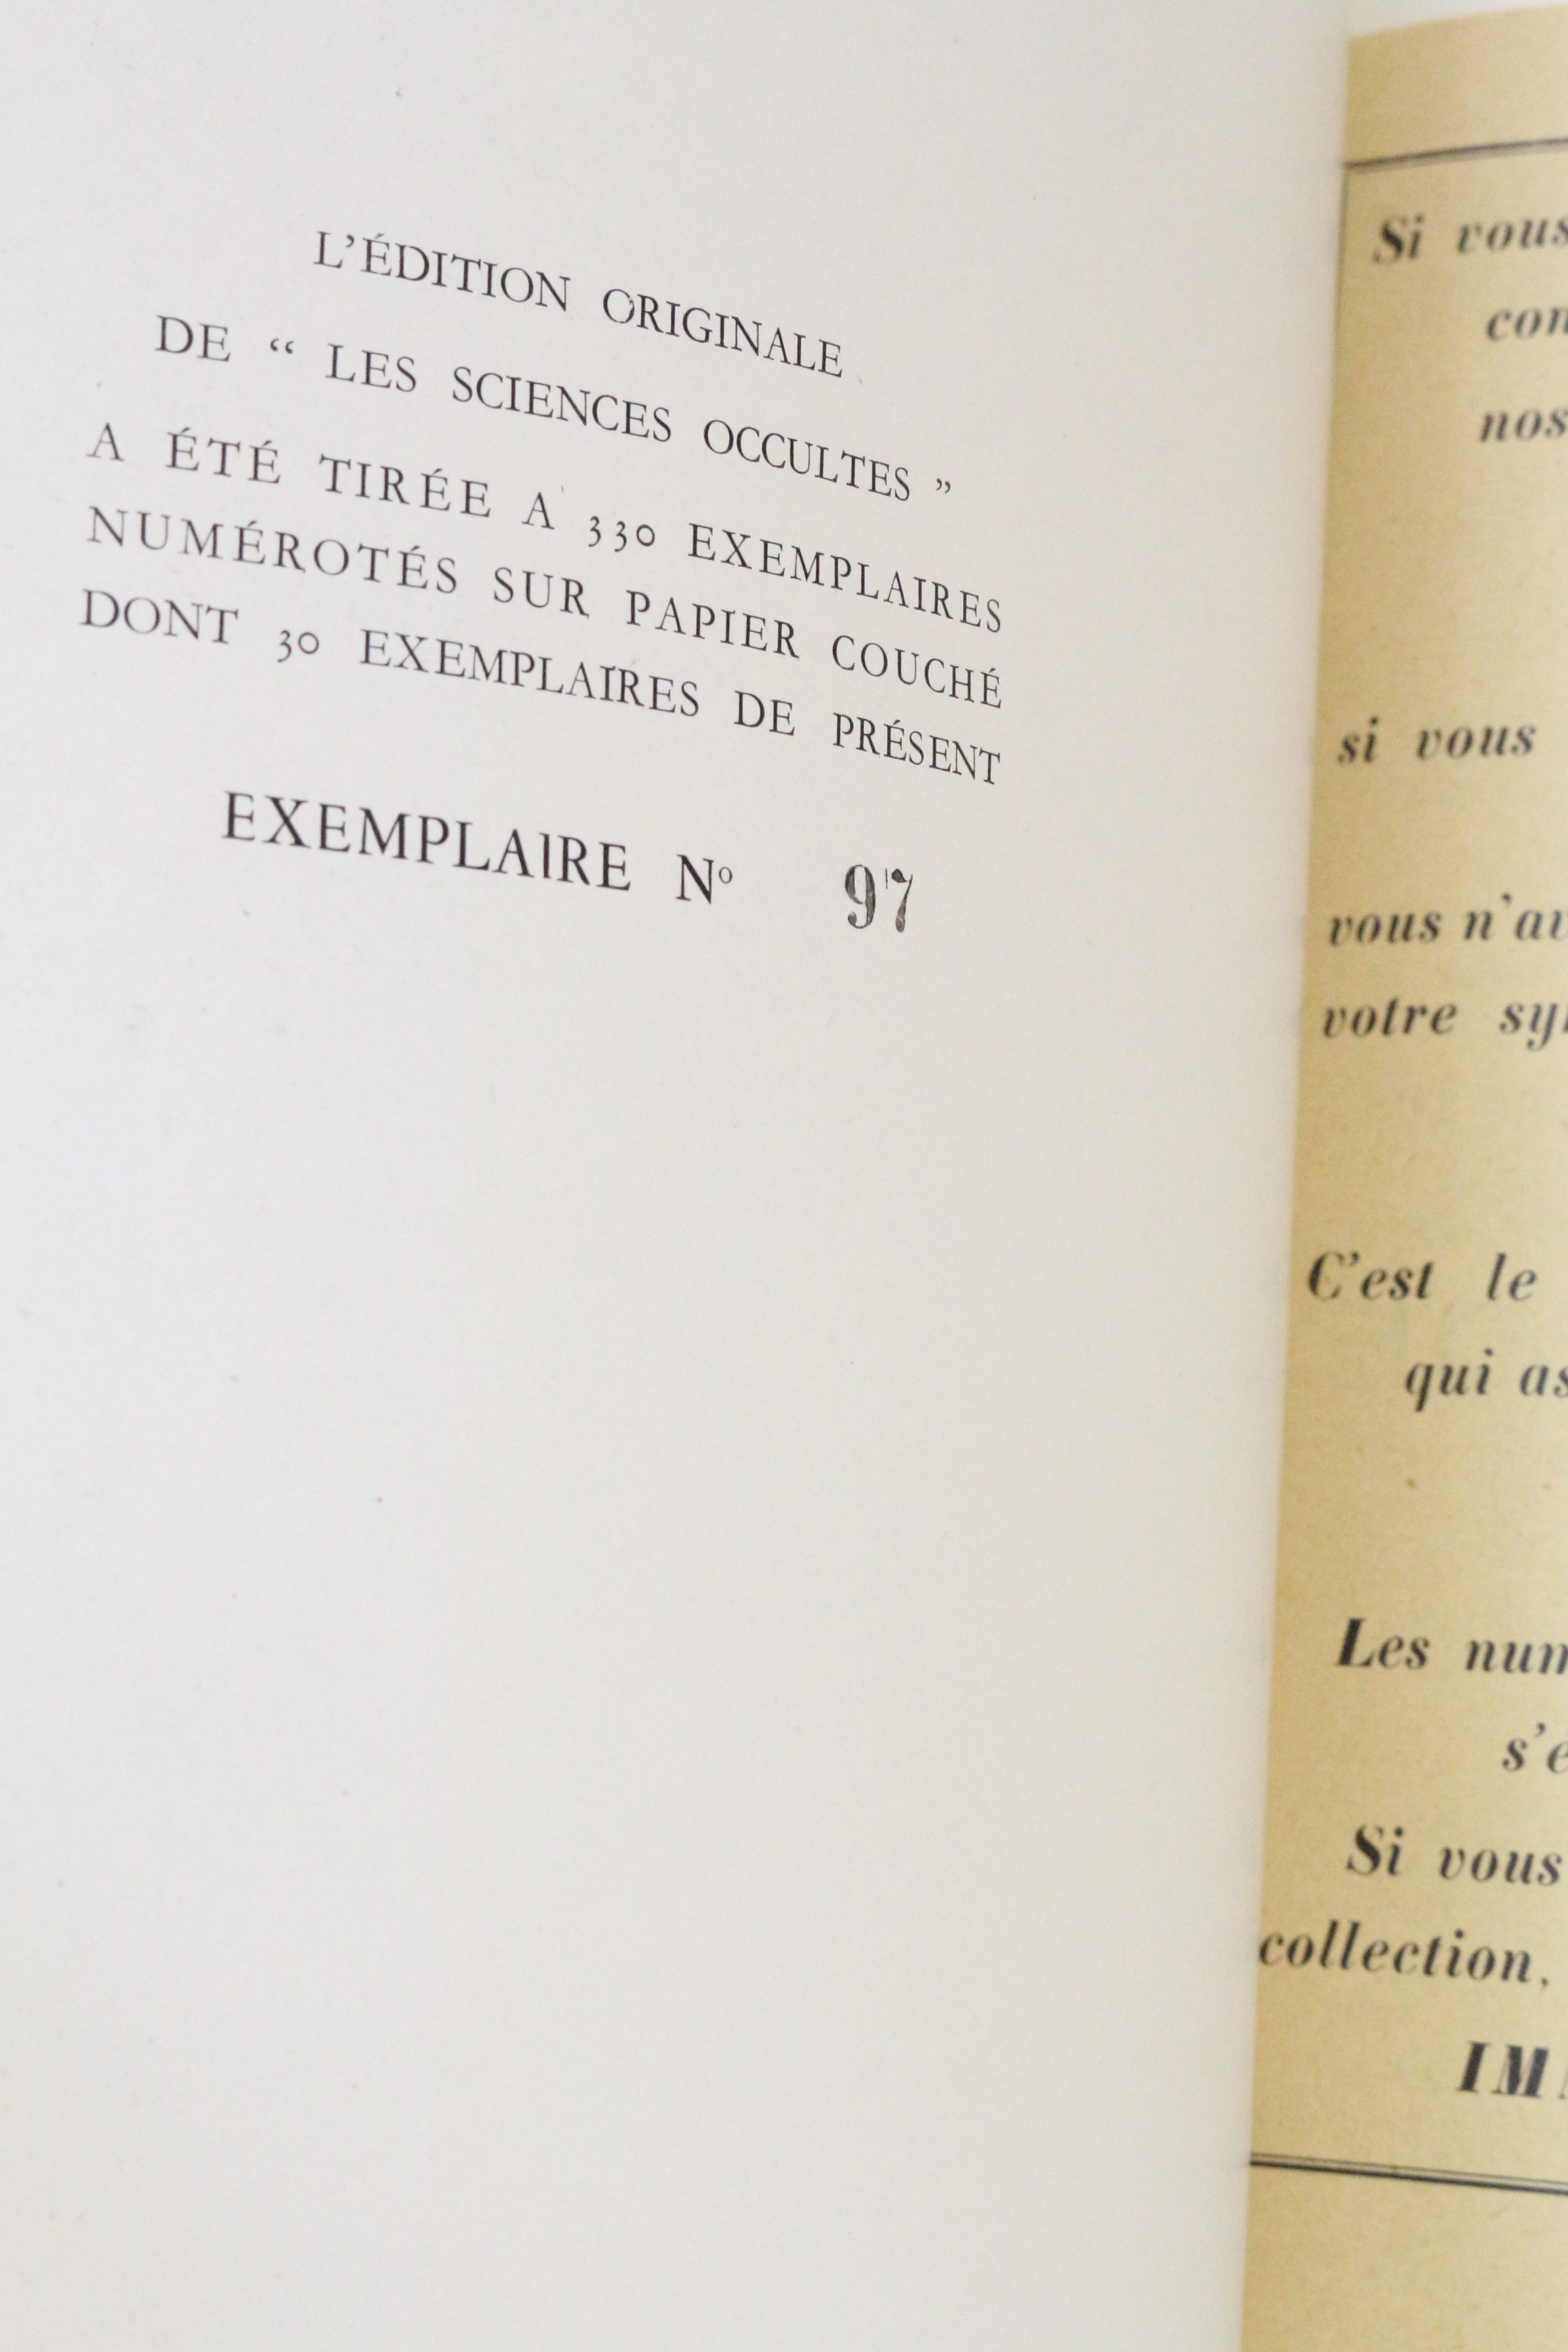 L'ÉDITION ORIGINALE
DE “ LES SCIENCES OCCULTES ”
A ÉTÉ TIRÉE A 330 EXEMPLAIRES
NUMÉROTÉS SUR PAPIER COUCHÉ
DONT 30 EXEMPLAIRES DE PRÉSENT
EXEMPLAIRE Nº 97
Si vous
si vous
vous
votre
C'est le
qui
Les
Si vous
collection,